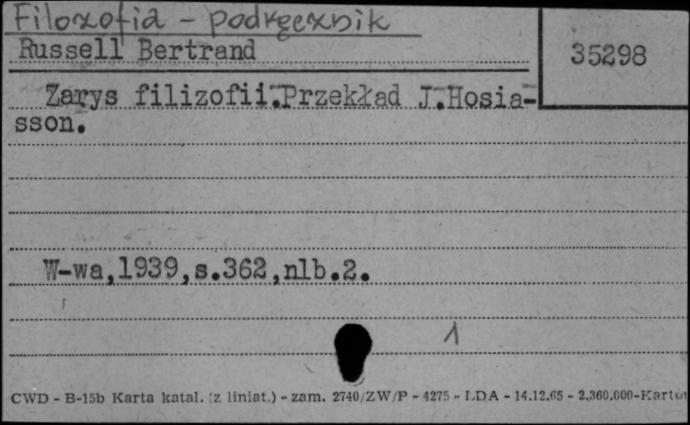 Filozofia - podręcznik
Russell Bertrand
35298
Zarys filizofii.Przekład J.Hosia-
sson.
W-wa,1939,s.362,nlb.2.
1
CWD - B-15b Karta katal. (z liniat.) - zam. 2740/ZW/P - 4275 - LDA - 14.12.65 - 2.360.000-Karto